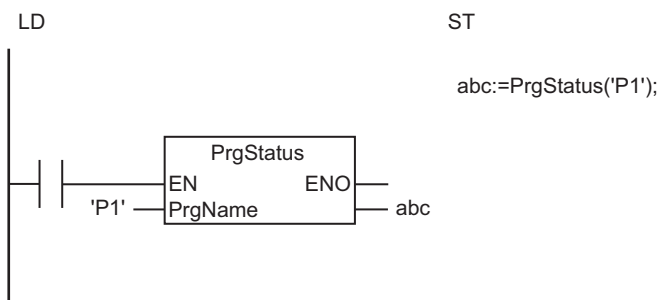 LD
ST
abc:=PrgStatus('P1');
PrgStatus
EN ENO
'P1' PrgName abc